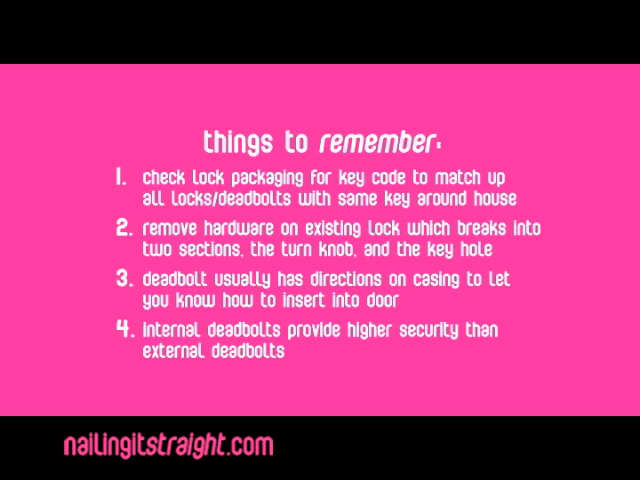 things to remember:
1. check lock packaging for key code to match up
all locks/deadbolts with same key around house
2. remove hardware on existing lock which breaks into
two sections, the turn knob, and the key hole
3. deadbolt usually has directions on casing to let
you know how to insert into door
4. internal deadbolts provide higher security than
external deadbolts
nailingitstraight.com